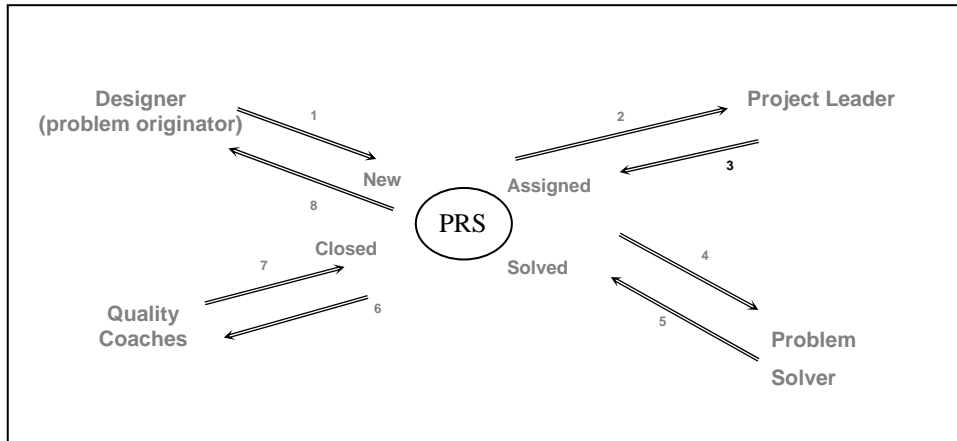 Designer
(problem originator)
1
2
Project Leader
3
New
Assigned
8
PRS
Closed
Solved
7
4
6
5
Quality
Coaches
Problem
Solver